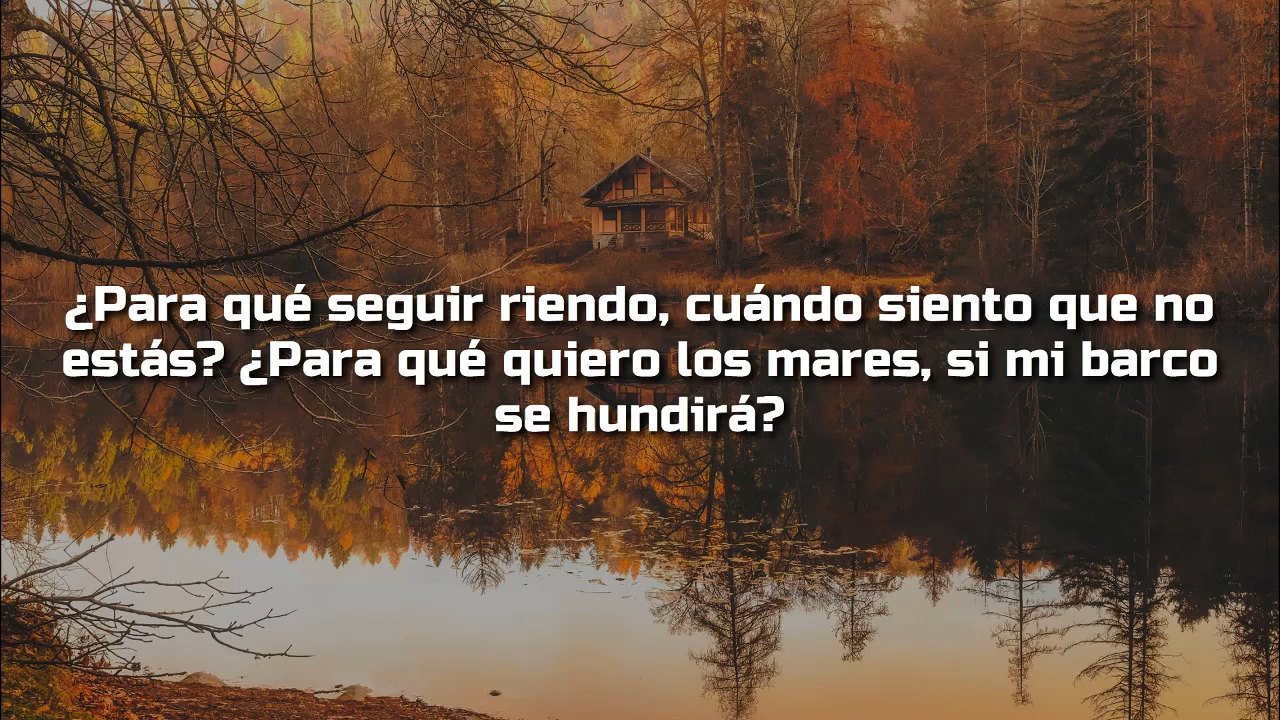 ¿Para qué seguir riendo, cuándo siento que no
estás? ¿Para qué quiero los mares, si mi barco
se hundirá?